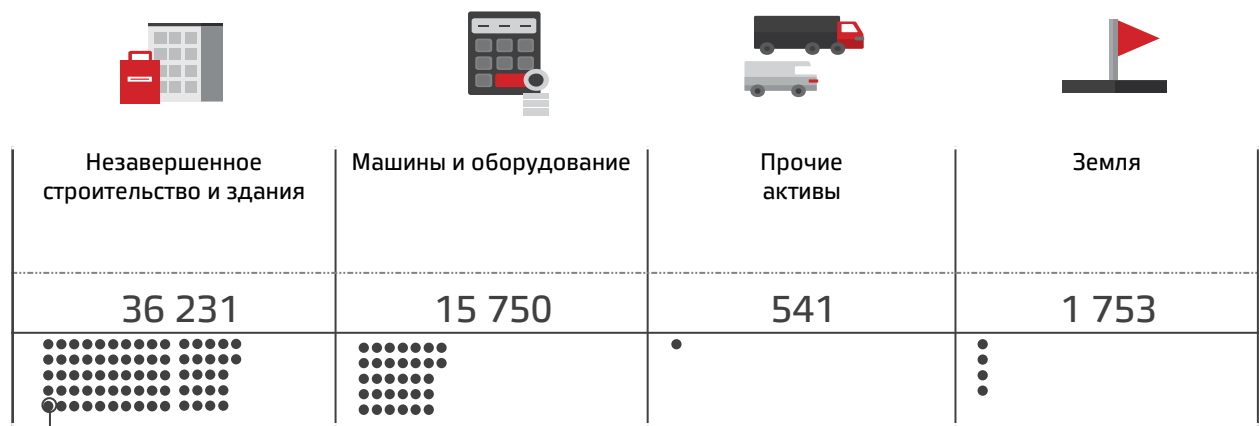 Незавершенное
строительство и здания
Машины и оборудование
Прочие
активы
Земля
36 231
15 750
541
1 753